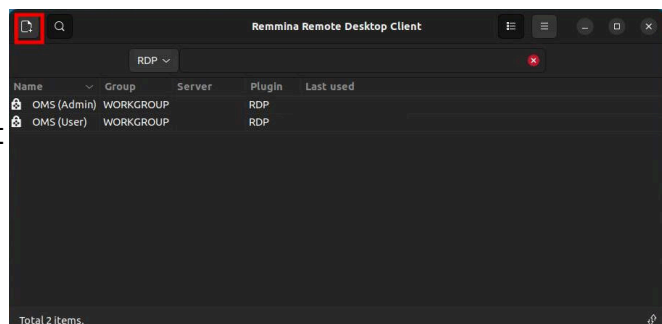 Remmina Remote Desktop Client
RDP
Name Group Server Plugin Last used
OMS (Admin) WORKGROUP RDP
OMS (User) WORKGROUP RDP
Total 2 items.